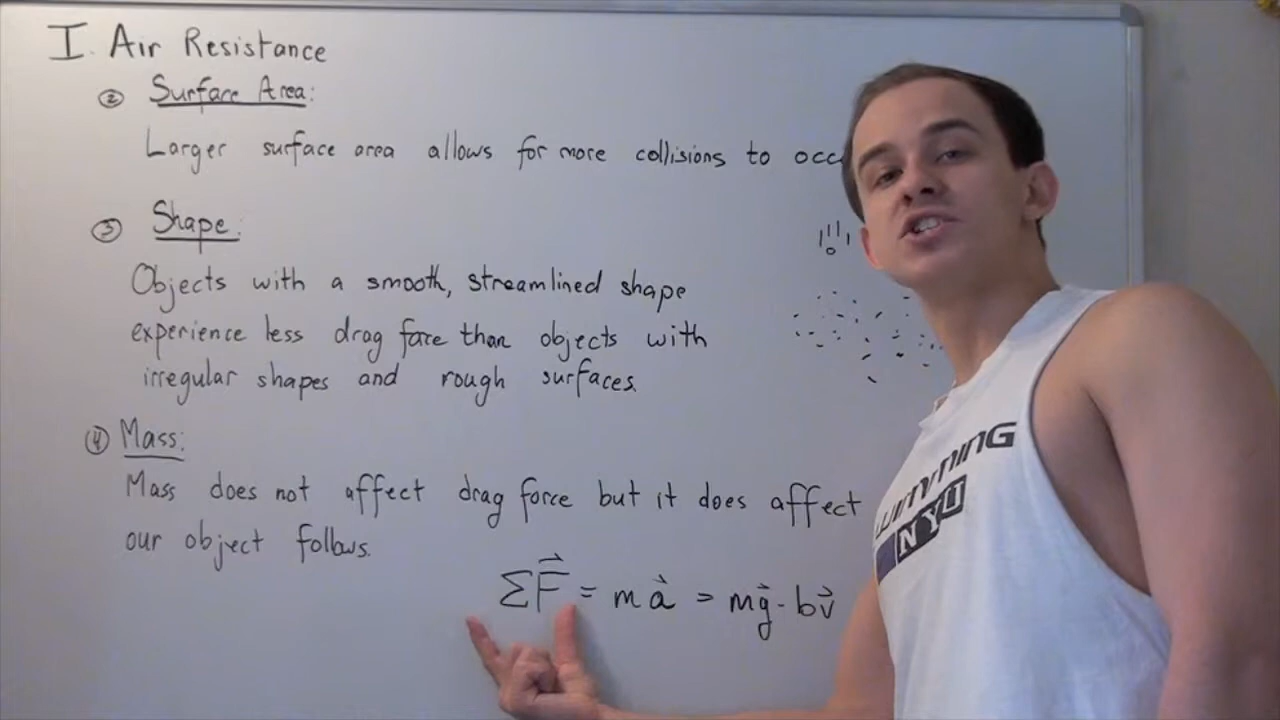 I. Air Resistance
② Surface Area:
Larger surface area allows for more collisions to occ
③ Shape:
Objects with a smooth, streamlined shape
experience less drag force than objects with
irregular shapes and rough surfaces.
④ Mass:
Mass does not affect drag force but it does affect
our object follows.
ΣF⃗ = ma⃗ = mg⃗ - bv⃗
wimming
NYU